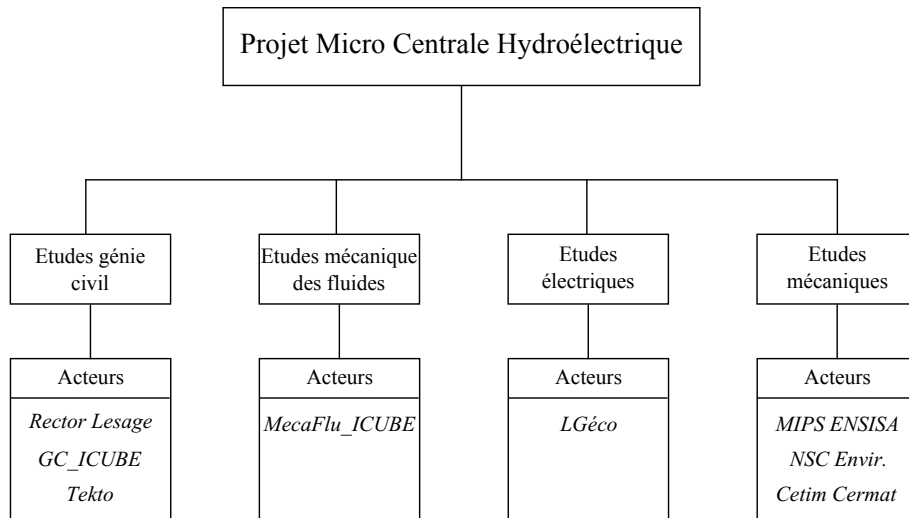 Projet Micro Centrale Hydroélectrique
Etudes génie
civil
Etudes mécanique
des fluides
Etudes
électriques
Etudes
mécaniques
Acteurs
Rector Lesage
GC_ICUBE
Tekto
Acteurs
MecaFlu_ICUBE
Acteurs
LGéco
Acteurs
MIPS ENSISA
NSC Envir.
Cetim Cermat